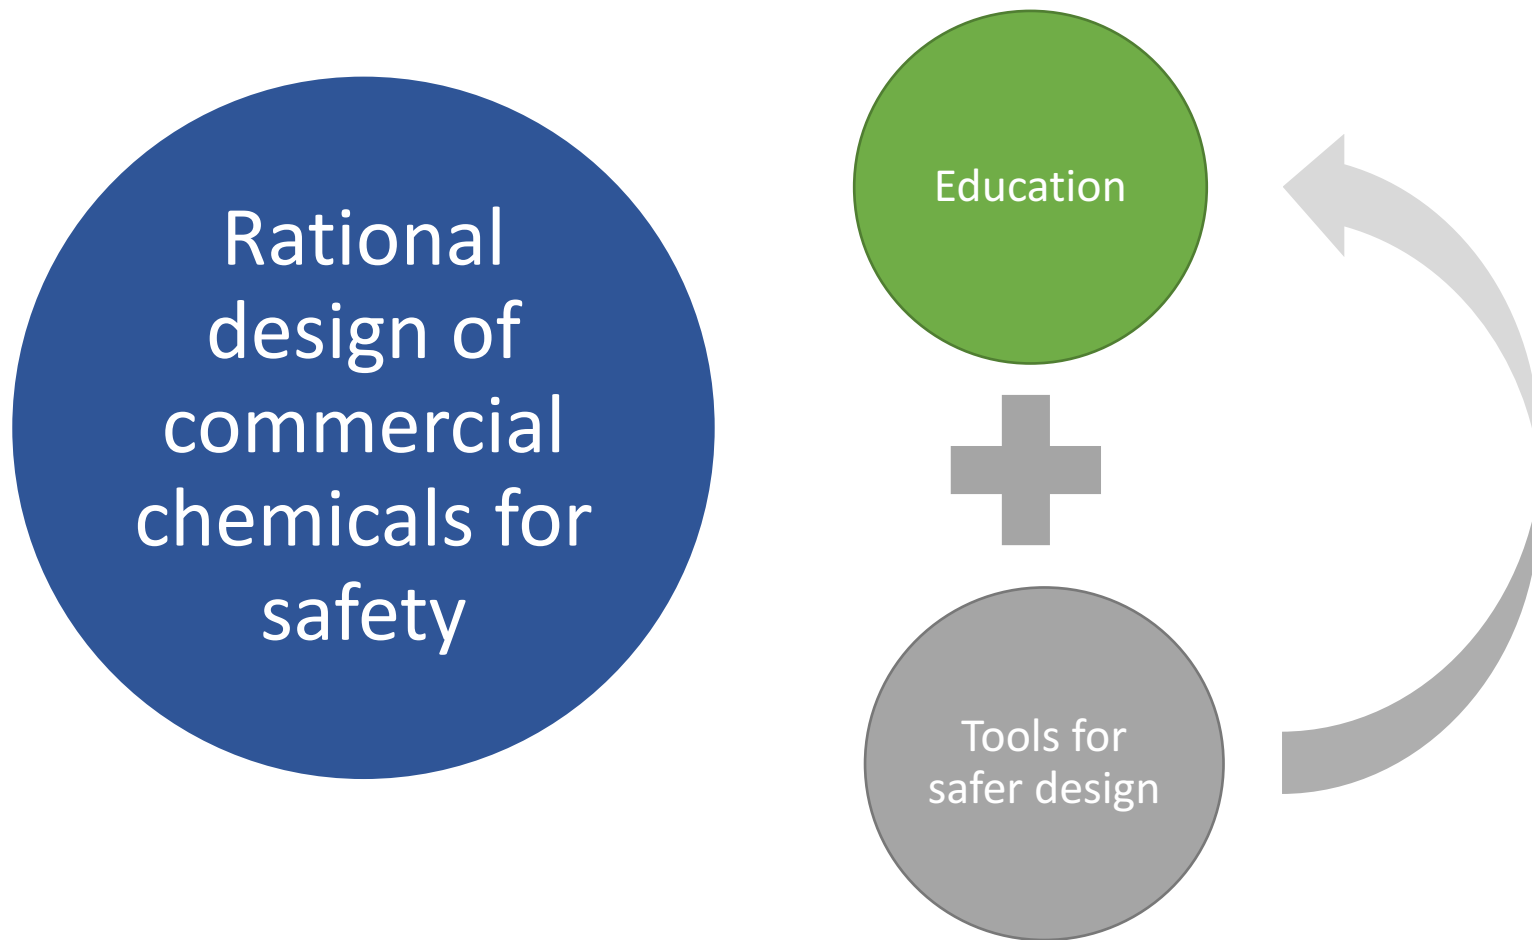 Rational
design of
commercial
chemicals for
safety
Education
Tools for
safer design